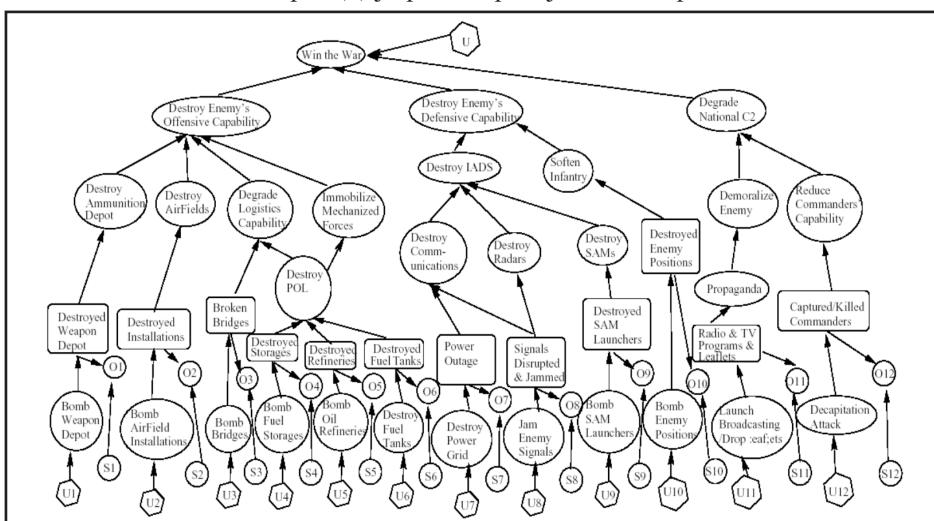 U
Win the War
Destroy Enemy's
Offensive Capability
Destroy Enemy's
Defensive Capability
Degrade
National C2
Destroy IADS
Soften
Infantry
Destroy
Ammunition
Depot
Destroy
AirFields
Degrade
Logistics
Capability
Immobilize
Mechanized
Forces
Demoralize
Enemy
Reduce
Commanders
Capability
Destroy
Comm-
unications
Destroy
Radars
Destroy
SAMs
Destroyed
Enemy
Positions
Destroy
POL
Propaganda
Destroyed
Weapon
Depot
Destroyed
Installations
Broken
Bridges
Destroyed
Storages
Destroyed
Refineries
Destroyed
Fuel Tanks
Power
Outage
Signals
Disrupted
& Jammed
Destroyed
SAM
Launchers
Radio & TV
Programs &
Leaflets
Captured/Killed
Commanders
O1
O2
O3
O4
O5
O6
O7
O8
O9
O10
O11
O12
Bomb
Weapon
Depot
Bomb
AirField
Installations
Bomb
Bridges
Bomb
Fuel
Storages
Bomb
Oil
Refineries
Destroy
Fuel
Tanks
Destroy
Power
Grid
Jam
Enemy
Signals
Bomb
SAM
Launchers
Bomb
Enemy
Positions
Launch
Broadcasting
/Drop :eaf;ets
Decapitation
Attack
S1
S2
S3
S4
S5
S6
S7
S8
S9
S10
S11
S12
U1
U2
U3
U4
U5
U6
U7
U8
U9
U10
U11
U12